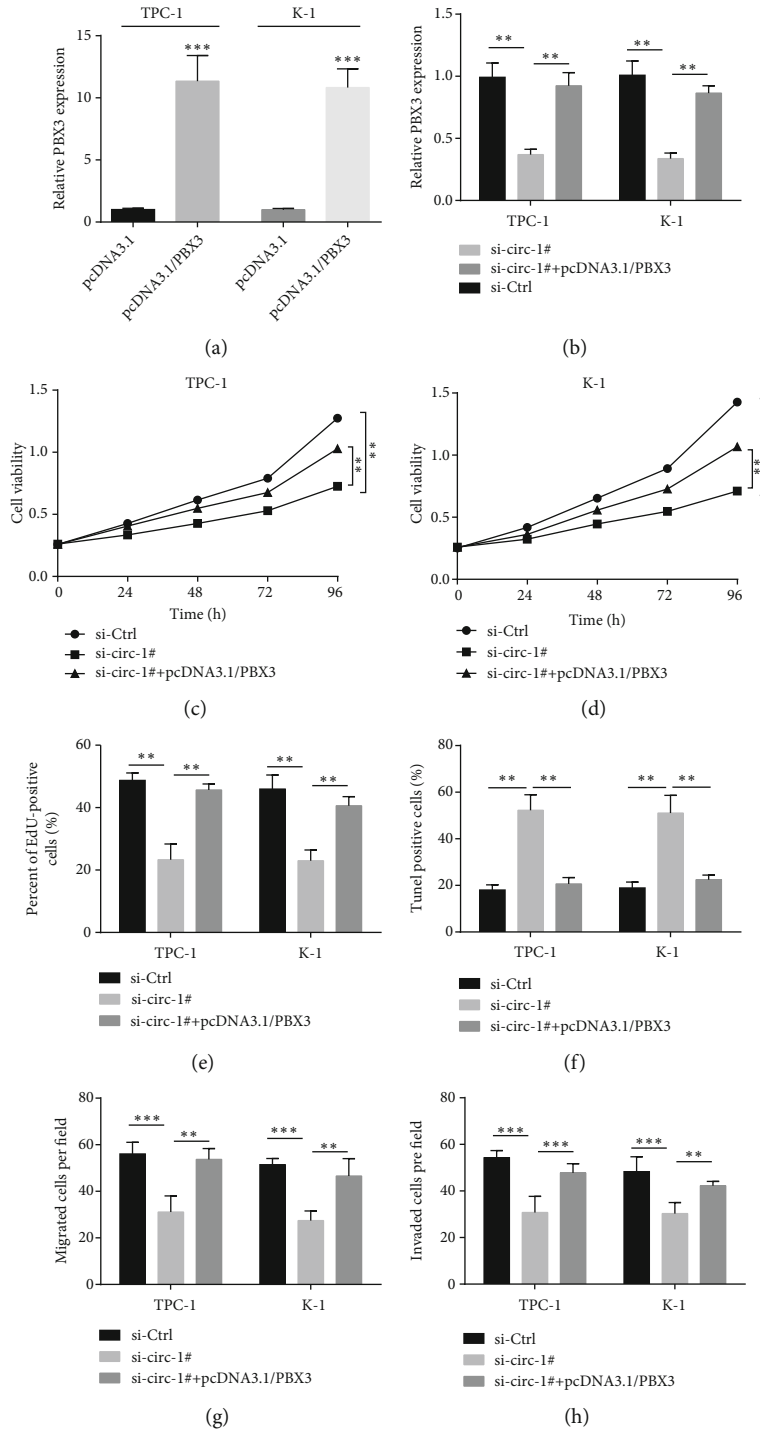 TPC-1 K-1
Relative PBX3 expression
15
10
5
0
*** ***
pcDNA3.1
pcDNA3.1/PBX3
pcDNA3.1
pcDNA3.1/PBX3
(a)
Relative PBX3 expression
1.5
1.0
0.5
0.0
** ** ** **
TPC-1 K-1
si-circ-1#
si-circ-1#+pcDNA3.1/PBX3
si-Ctrl
(b)
TPC-1
Cell viability
1.5
1.0
0.5
0.0
** **
0 24 48 72 96
Time (h)
si-Ctrl
si-circ-1#
si-circ-1#+pcDNA3.1/PBX3
(c)
K-1
Cell viability
1.5
1.0
0.5
0.0
**
0 24 48 72 96
Time (h)
si-Ctrl
si-circ-1#
si-circ-1#+pcDNA3.1/PBX3
(d)
Percent of EdU-positive
cells (%)
60
40
20
0
** ** ** **
TPC-1 K-1
si-Ctrl
si-circ-1#
si-circ-1#+pcDNA3.1/PBX3
(e)
Tunel positive cells (%)
80
60
40
20
0
** ** ** **
TPC-1 K-1
si-Ctrl
si-circ-1#
si-circ-1#+pcDNA3.1/PBX3
(f)
Migrated cells per field
80
60
40
20
0
*** ** *** **
TPC-1 K-1
si-Ctrl
si-circ-1#
si-circ-1#+pcDNA3.1/PBX3
(g)
Invaded cells pre field
80
60
40
20
0
*** *** *** **
TPC-1 K-1
si-Ctrl
si-circ-1#
si-circ-1#+pcDNA3.1/PBX3
(h)